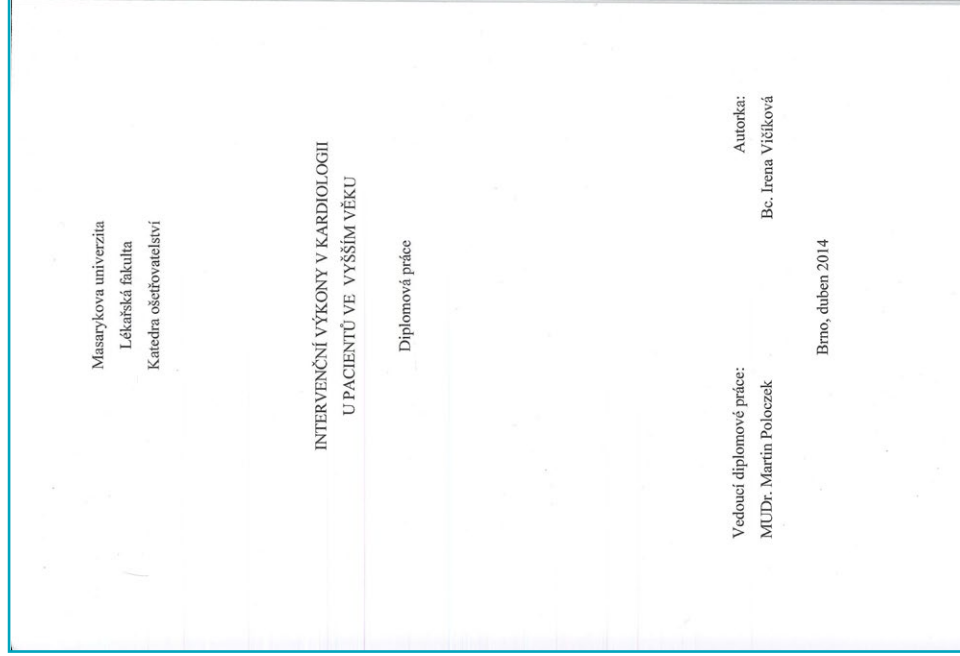 Masarykova univerzita
Lékařská fakulta
Katedra ošetřovatelství
INTERVENČNÍ VÝKONY V KARDIOLOGII
U PACIENTŮ VE VYŠŠÍM VĚKU
Diplomová práce
Vedoucí diplomové práce: Autorka:
MUDr. Martin Poloczek Bc. Irena Vičíková
Brno, duben 2014